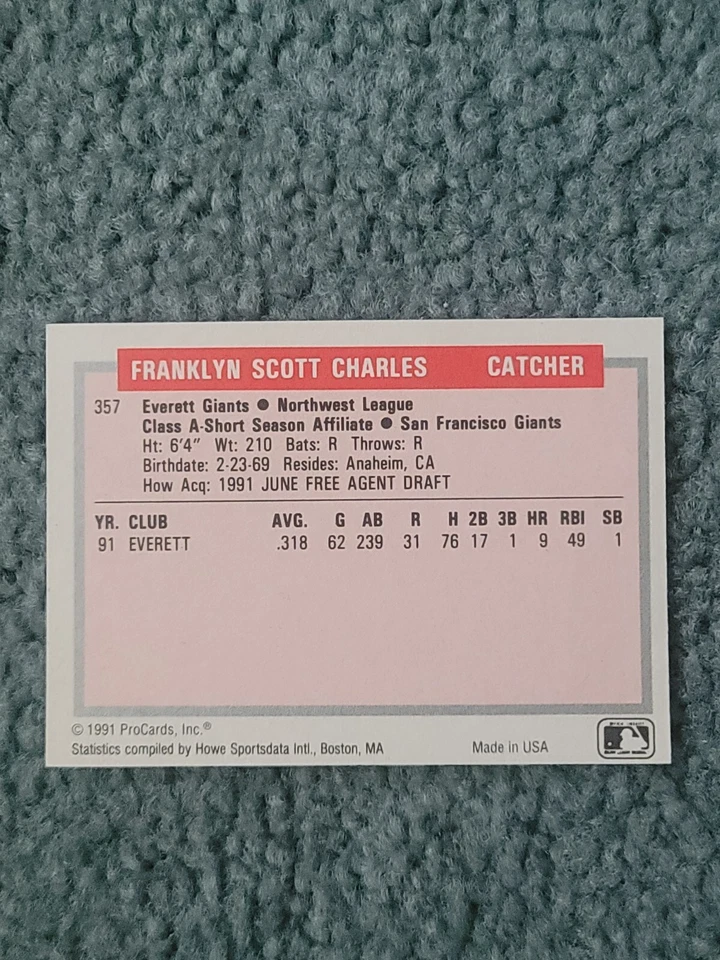 FRANKLYN SCOTT CHARLES CATCHER
357 Everett Giants ● Northwest League
Class A-Short Season Affiliate ● San Francisco Giants
Ht: 6'4" Wt: 210 Bats: R Throws: R
Birthdate: 2-23-69 Resides: Anaheim, CA
How Acq: 1991 JUNE FREE AGENT DRAFT
YR. CLUB AVG. G AB R H 2B 3B HR RBI SB
91 EVERETT .318 62 239 31 76 17 1 9 49 1
© 1991 ProCards, Inc.®
Statistics compiled by Howe Sportsdata Intl., Boston, MA Made in USA